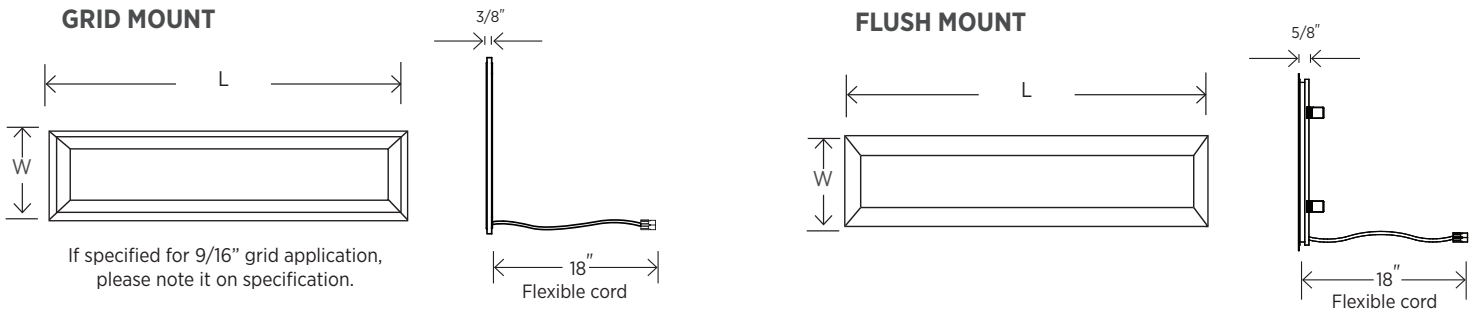 GRID MOUNT
3/8"
L
W
If specified for 9/16” grid application,
please note it on specification.
18"
Flexible cord
FLUSH MOUNT
5/8"
L
W
18"
Flexible cord